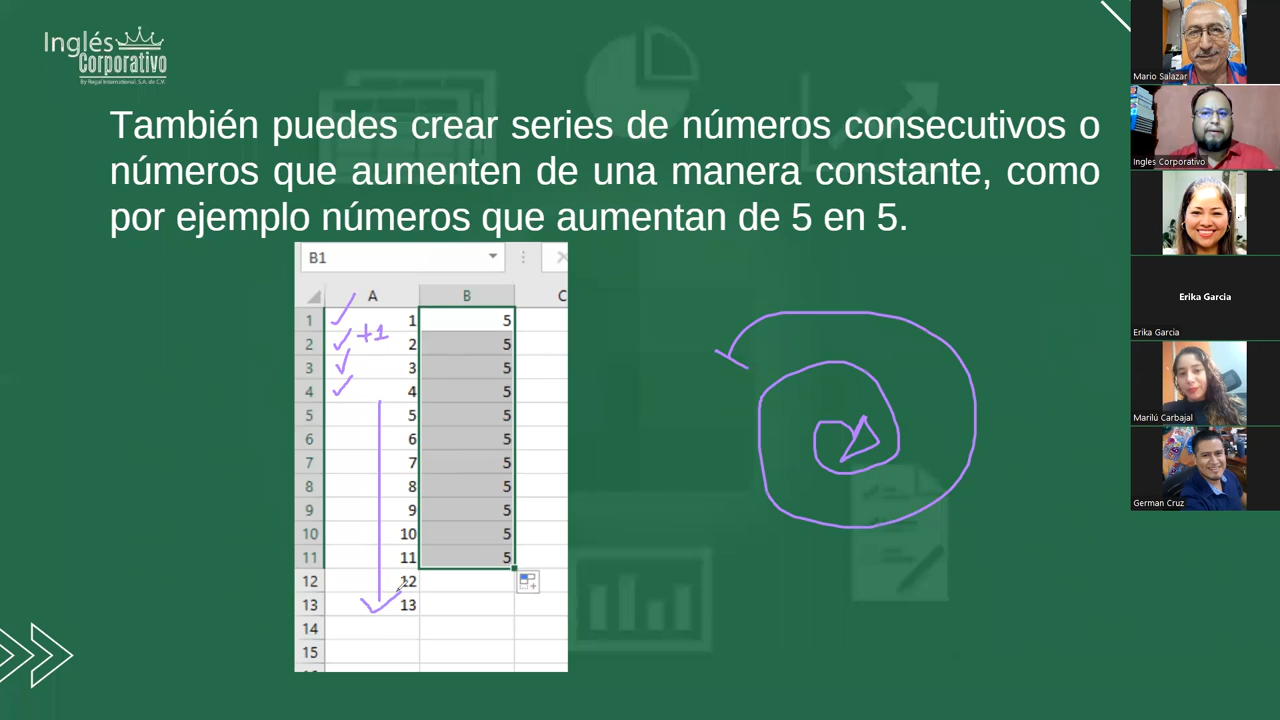 Inglés
Corporativo
By Regal International, S.A. de C.V.
También puedes crear series de números consecutivos o
números que aumenten de una manera constante, como
por ejemplo números que aumentan de 5 en 5.
B1
A B C
1 1 5
+1
2 2 5
3 3 5
4 4 5
5 5 5
6 6 5
7 7 5
8 8 5
9 9 5
10 10 5
11 11 5
12 12
13 13
14
15
Mario Salazar
Ingles Corporativo
Erika Garcia
Erika Garcia
Marilú Carbajal
German Cruz